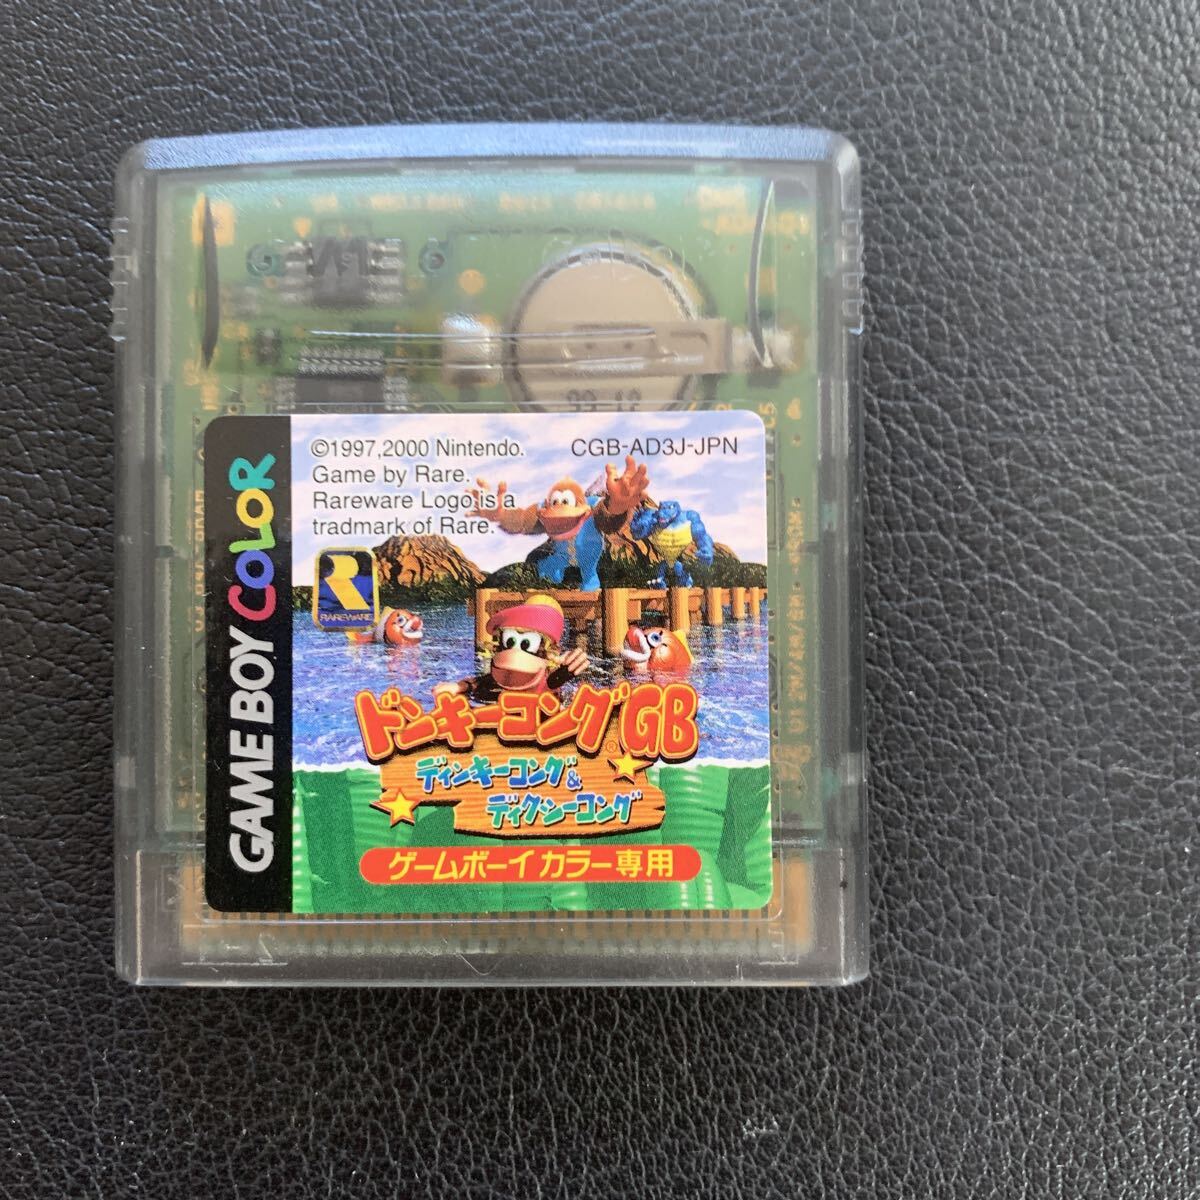 ©1997,2000 Nintendo.
Game by Rare.
Rareware Logo is a
tradmark of Rare.
CGB-AD3J-JPN
GAME BOY COLOR
RAREWARE
ドンキーコングGB
ディンキーコング&
ディクシーコング
ゲームボーイカラー専用